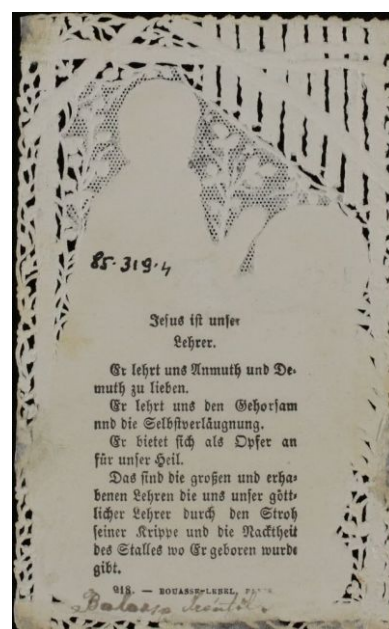 85-319-4
Jesus ist unser
Lehrer.
Er lehrt uns Anmuth und De-
muth zu lieben.
Er lehrt uns den Gehorsam
nnd die Selbstverläugnung.
Er bietet sich als Opfer an
für unser Heil.
Das sind die großen und erha-
benen Lehren die uns unser gött-
licher Lehrer durch den Stroh
seiner Krippe und die Nacktheit
des Stalles wo Er geboren wurde
gibt.
918. — BOUASSE-LEBEL,